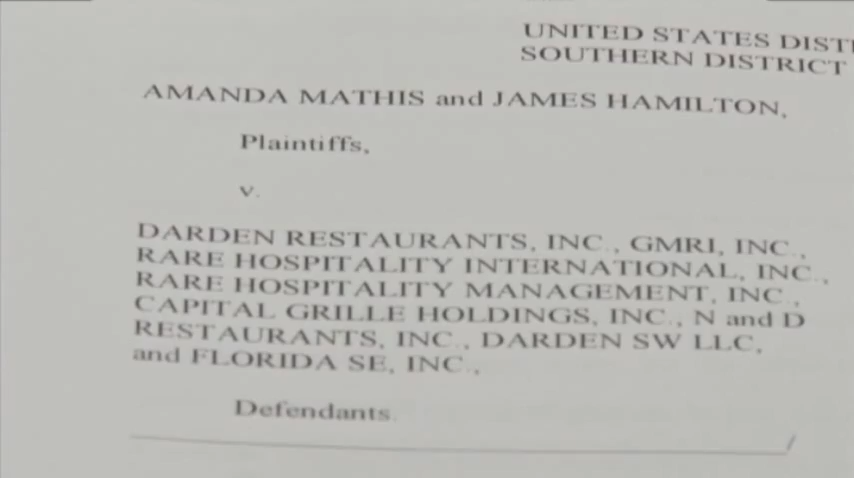 UNITED STATES DIST
SOUTHERN DISTRICT
AMANDA MATHIS and JAMES HAMILTON,
Plaintiffs,
v.
DARDEN RESTAURANTS, INC., GMRI, INC.,
RARE HOSPITALITY INTERNATIONAL, INC.,
RARE HOSPITALITY MANAGEMENT, INC.,
CAPITAL GRILLE HOLDINGS, INC., N and D
RESTAURANTS, INC., DARDEN SW LLC,
and FLORIDA SE, INC.,
Defendants.